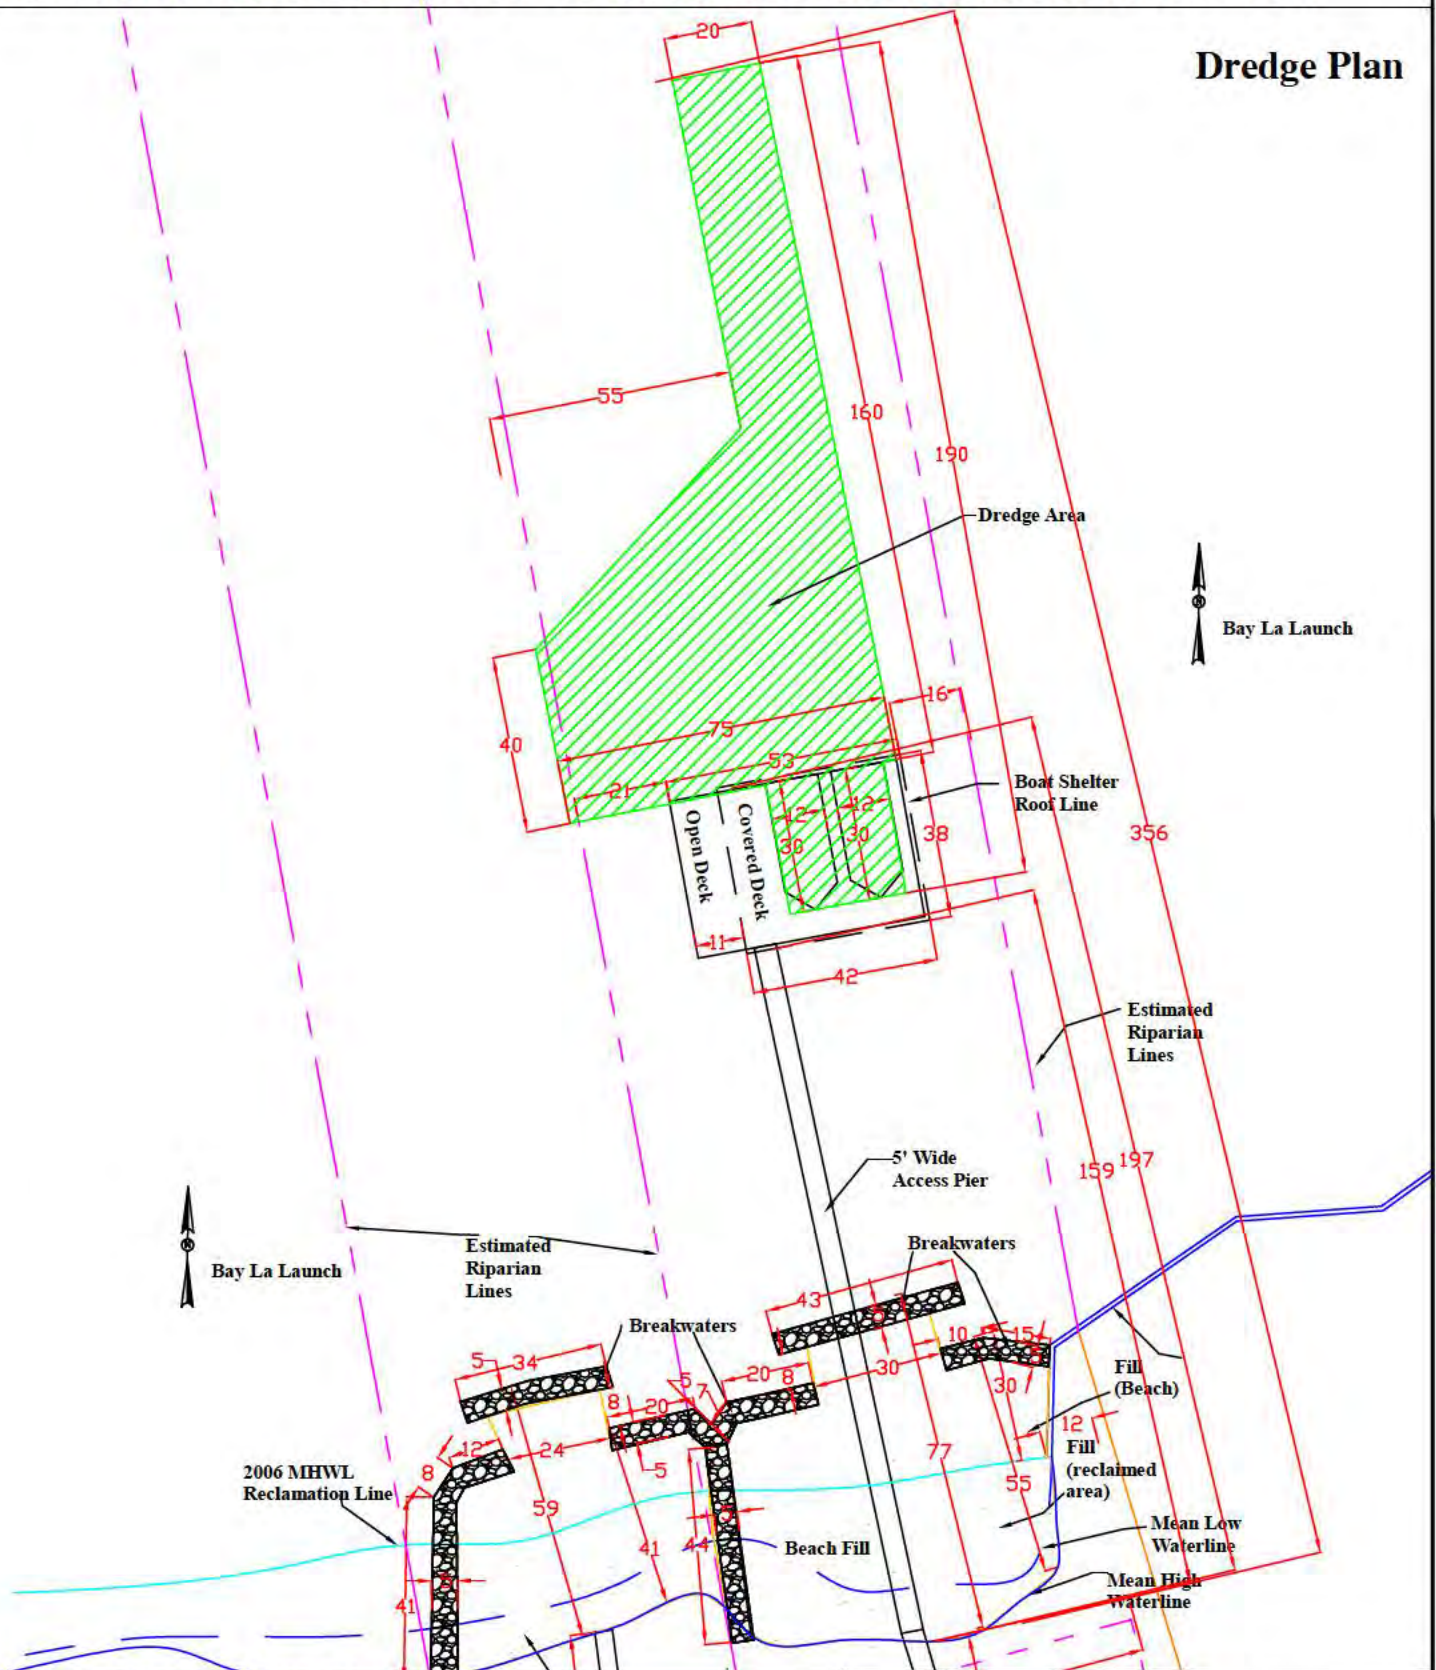 20
Dredge Plan
55
160
190
Dredge Area
Bay La Launch
16
75
40
53
21
Boat Shelter
Roof Line
Open Deck
Covered Deck
12
12
30
30
38
356
11
42
Estimated
Riparian
Lines
5' Wide
Access Pier
159
197
Estimated
Riparian
Lines
Bay La Launch
Breakwaters
43
Breakwaters
10
15
5
34
20
8
30
30
Fill
(Beach)
5
7
8
20
12
24
5
8
12
77
Fill
(reclaimed
area)
55
2006 MHWL
Reclamation Line
59
41
44
Beach Fill
Mean Low
Waterline
Mean High
Waterline
41